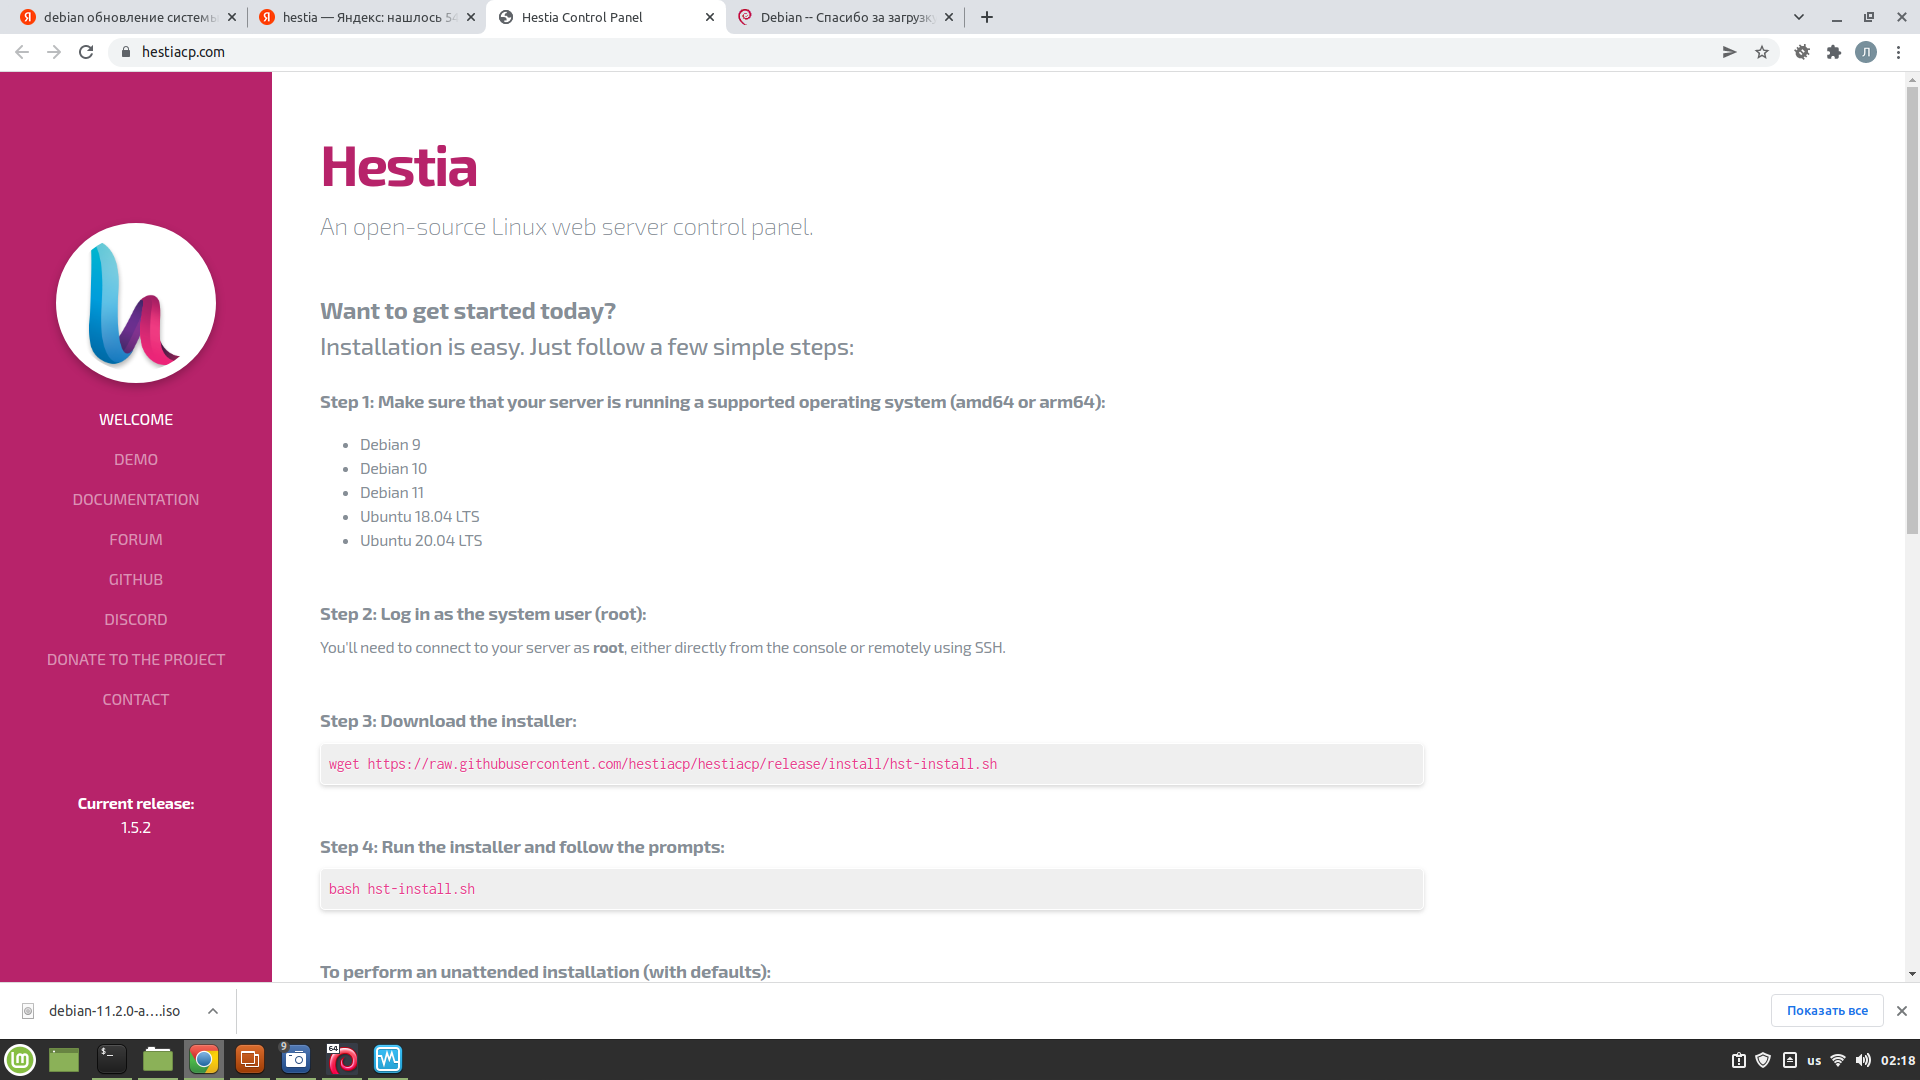 debian обновление системы
hestia — Яндекс: нашлось 54
Hestia Control Panel
Debian -- Спасибо за загрузку
hestiacp.com
Л
Hestia
An open-source Linux web server control panel.
Want to get started today?
Installation is easy. Just follow a few simple steps:
Step 1: Make sure that your server is running a supported operating system (amd64 or arm64):
• Debian 9
• Debian 10
• Debian 11
• Ubuntu 18.04 LTS
• Ubuntu 20.04 LTS
Step 2: Log in as the system user (root):
You'll need to connect to your server as root, either directly from the console or remotely using SSH.
Step 3: Download the installer:
wget https://raw.githubusercontent.com/hestiacp/hestiacp/release/install/hst-install.sh
Step 4: Run the installer and follow the prompts:
bash hst-install.sh
To perform an unattended installation (with defaults):
WELCOME
DEMO
DOCUMENTATION
FORUM
GITHUB
DISCORD
DONATE TO THE PROJECT
CONTACT
Current release:
1.5.2
debian-11.2.0-a....iso
Показать все
9
64
us
02:18